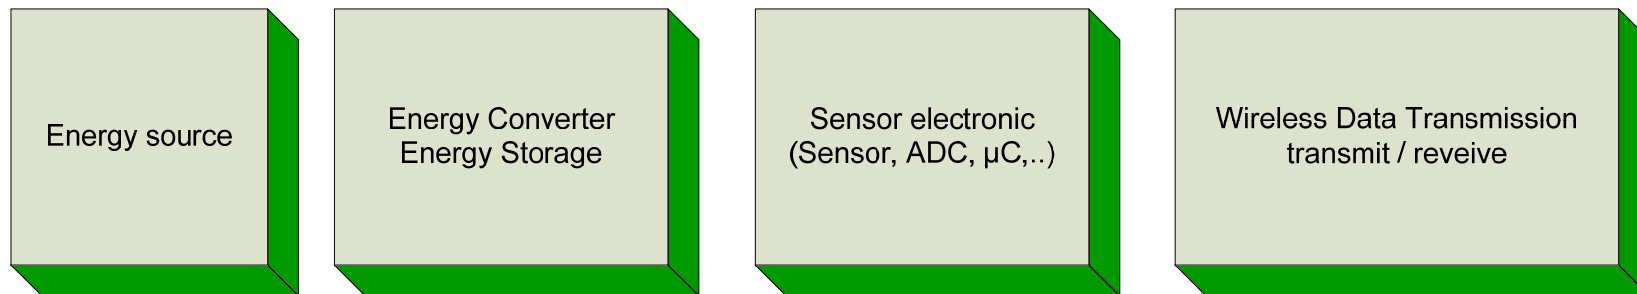 Energy source
Energy Converter
Energy Storage
Sensor electronic
(Sensor, ADC, µC,..)
Wireless Data Transmission
transmit / reveive